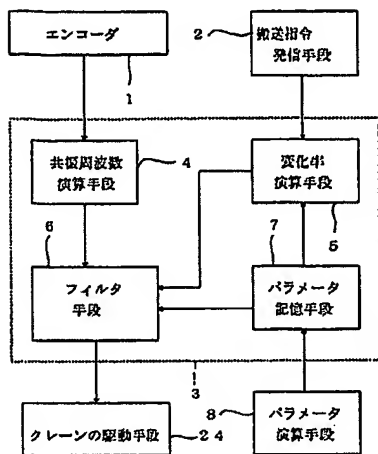 エンコーダ
1
2
搬送指令
発信手段
共振周波数
演算手段
4
変化率
演算手段
5
6
フィルタ
手段
7
パラメータ
記憶手段
3
クレーンの駆動手段
24
8
パラメータ
演算手段